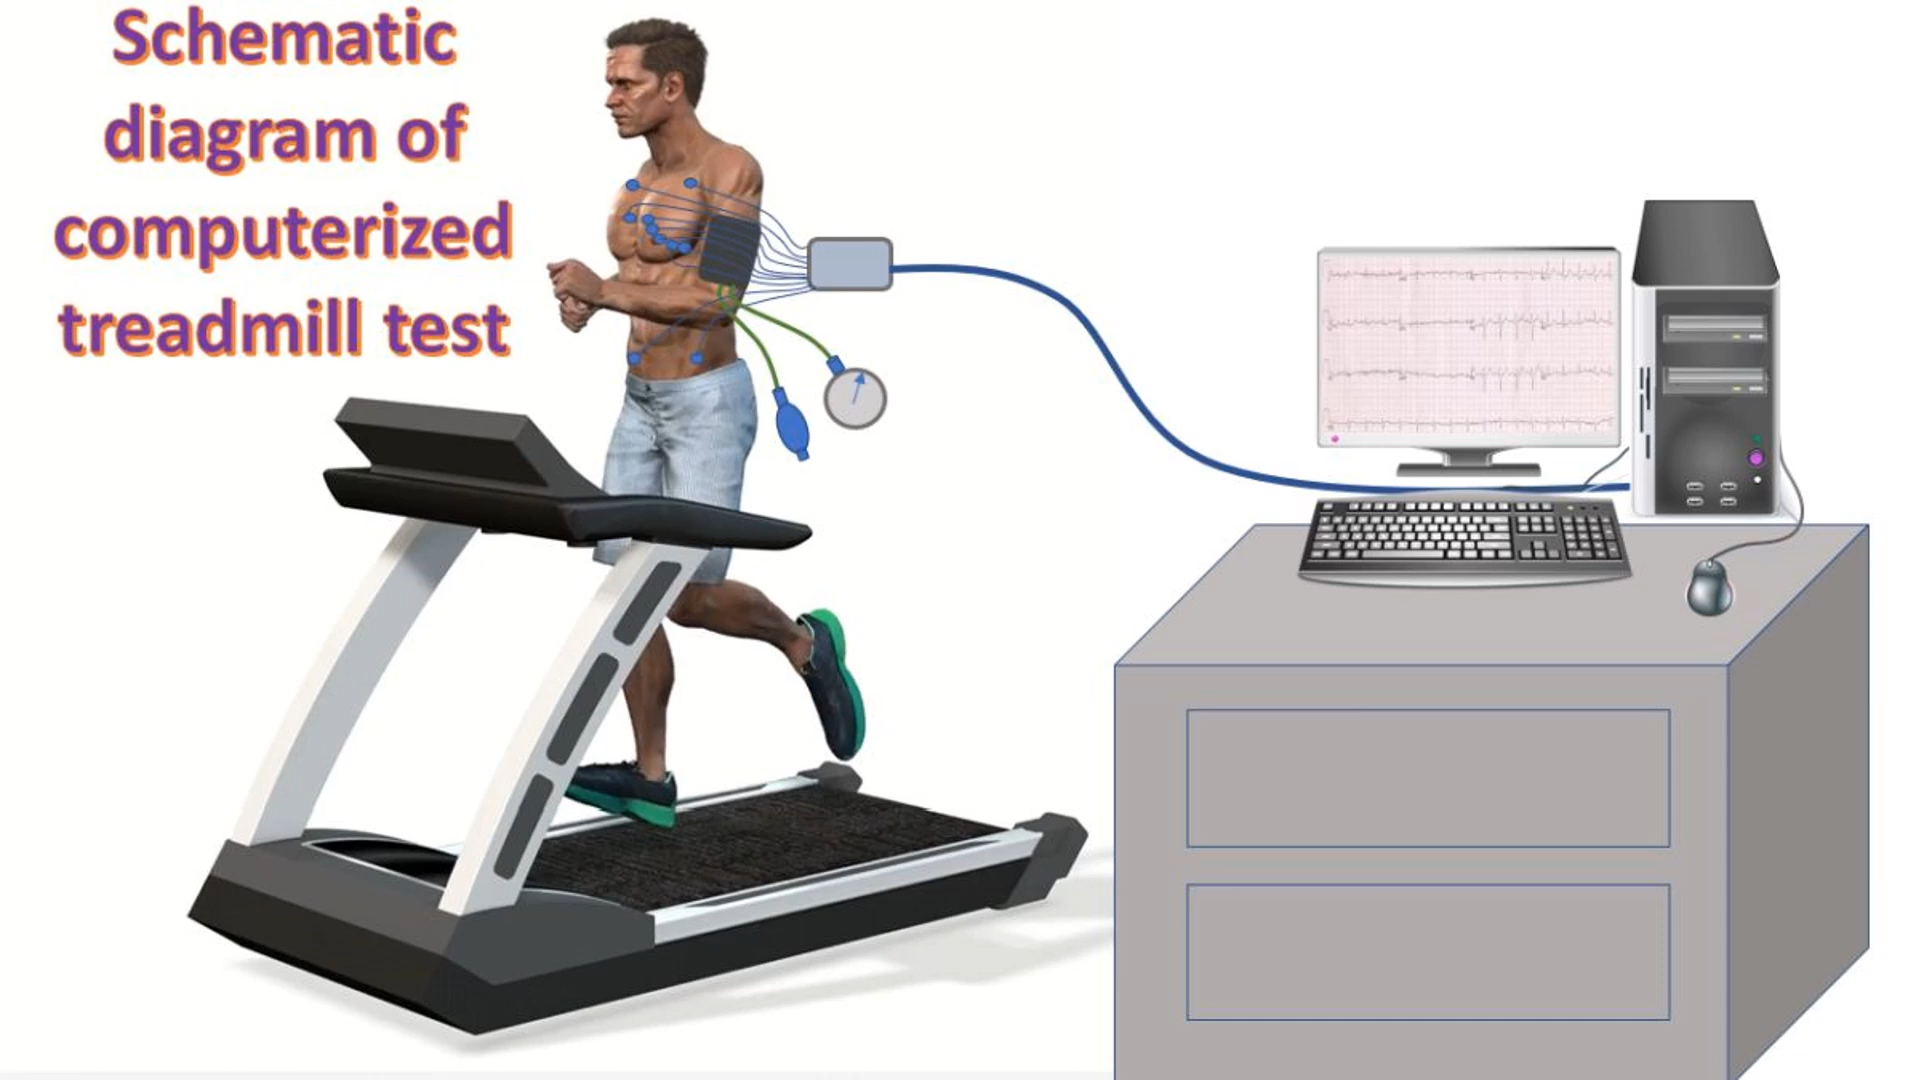 Schematic
diagram of
computerized
treadmill test